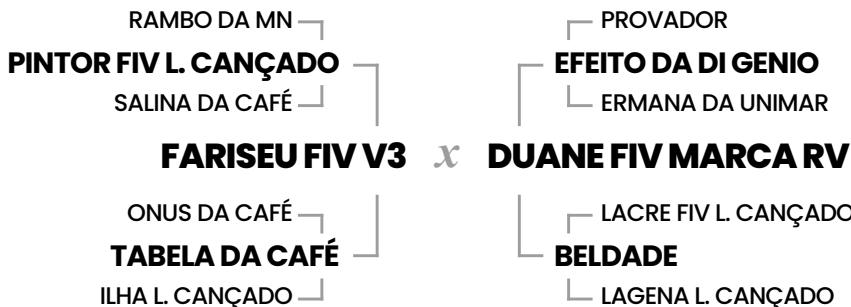 RAMBO DA MN PROVADOR
PINTOR FIV L. CANÇADO EFEITO DA DI GENIO
SALINA DA CAFÉ ERMANA DA UNIMAR
FARISEU FIV V3 x DUANE FIV MARCA RV
ONUS DA CAFÉ LACRE FIV L. CANÇADO
TABELA DA CAFÉ BELDADE
ILHA L. CANÇADO LAGENA L. CANÇADO